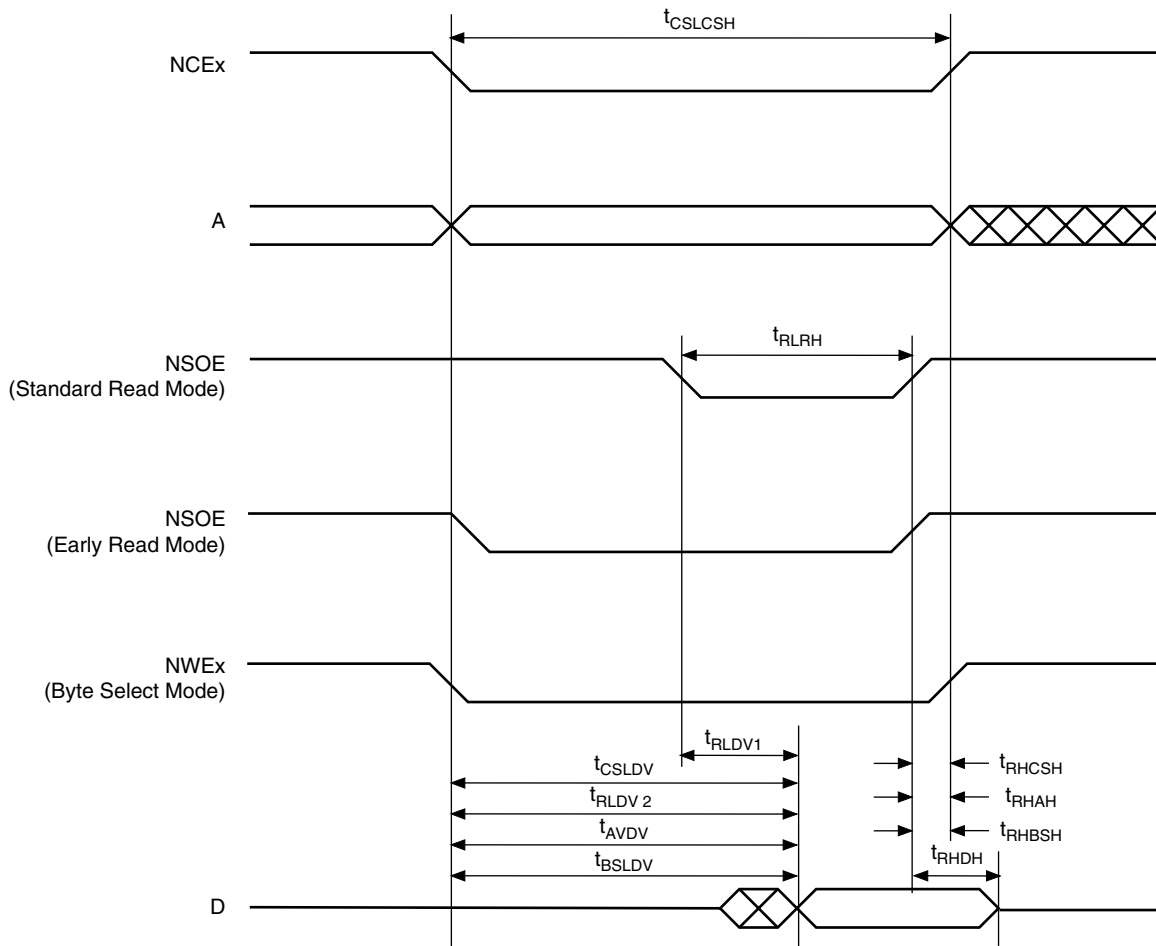 tCSLCSH
NCEx
A
tRLRH
NSOE
(Standard Read Mode)
NSOE
(Early Read Mode)
NWEx
(Byte Select Mode)
tRLDV1
tCSLDV
tRHCSH
tRLDV 2
tRHAH
tAVDV
tRHBSH
tBSLDV
tRHDH
D